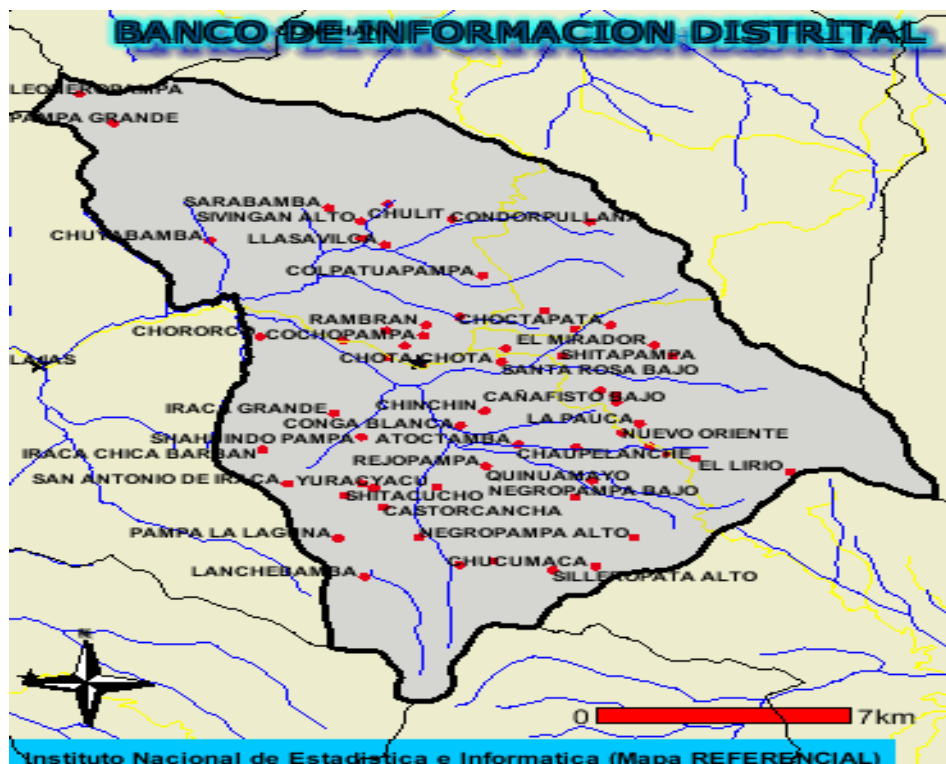 BANCO DE INFORMACION DISTRITAL
LEONEROPAMPA
PAMPA GRANDE
SARABAMBA
SIVINGAN ALTO
CHULIT
CONDORPULLANA
CHUTABAMBA
LLASAVILCA
COLPATUAPAMPA
RAMBRAN
CHOCTAPATA
CHORORCO
COCHOPAMPA
EL MIRADOR
LAJAS
CHOTA
CHOTA
SHITAPAMPA
SANTA ROSA BAJO
CAÑAFISTO BAJO
IRACA GRANDE
CHINCHIN
CONGA BLANCA
LA PAUCA
SHAHUINDO PAMPA
ATOCTAMBA
NUEVO ORIENTE
IRACA CHICA BARBAN
REJOPAMPA
CHAUPELANCHE
EL LIRIO
SAN ANTONIO DE IRACA
YURACYACU
QUINUAMAYO
SHITACUCHO
NEGROPAMPA BAJO
CASTORCANCHA
PAMPA LA LAGUNA
NEGROPAMPA ALTO
LANCHEBAMBA
CHUCUMACA
SILLEROPATA ALTO
N
0 7km
Instituto Nacional de Estadistica e Informatica (Mapa REFERENCIAL)